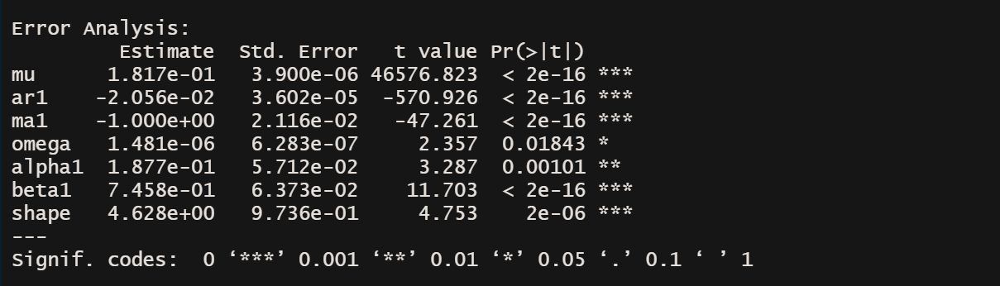 Error Analysis:
         Estimate  Std. Error   t value Pr(>|t|)
mu      1.817e-01   3.900e-06 46576.823  < 2e-16 ***
ar1    -2.056e-02   3.602e-05  -570.926  < 2e-16 ***
ma1    -1.000e+00   2.116e-02   -47.261  < 2e-16 ***
omega   1.481e-06   6.283e-07     2.357  0.01843 *
alpha1  1.877e-01   5.712e-02     3.287  0.00101 **
beta1   7.458e-01   6.373e-02    11.703  < 2e-16 ***
shape   4.628e+00   9.736e-01     4.753    2e-06 ***
---
Signif. codes:  0 ‘***’ 0.001 ‘**’ 0.01 ‘*’ 0.05 ‘.’ 0.1 ‘ ’ 1